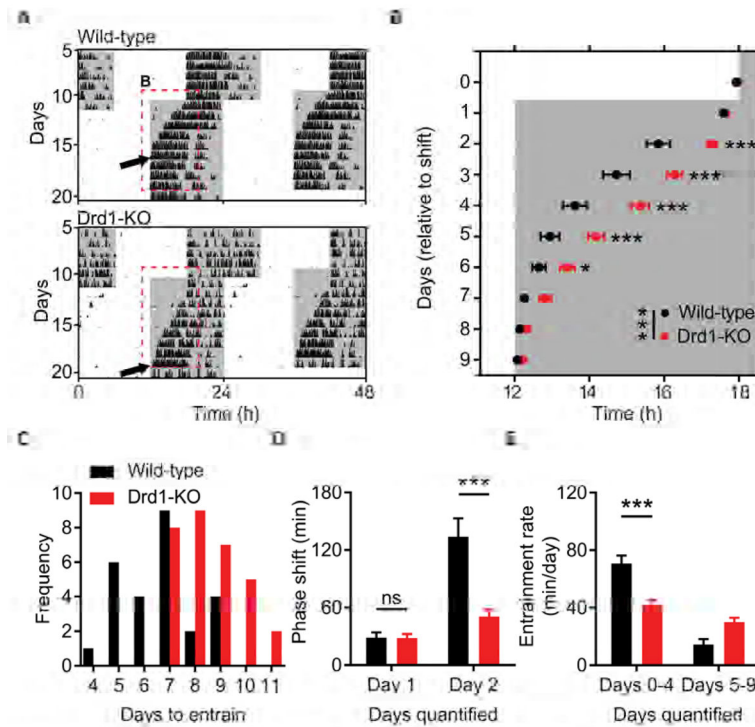 A
Wild-type
5
B
10
Days
15
20
Drd1-KO
5
10
Days
15
20
0 24 48
Time (h)
0
1
2 ***
3 ***
4 ***
5 ***
6 *
7
8
9
Days (relative to shift)
*** Wild-type
Drd1-KO
12 14 16 18
Time (h)
C
Wild-type
Drd1-KO
10
8
6
4
2
0
Frequency
4 5 6 7 8 9 10 11
Days to entrain
D
180
120
60
0
Phase shift (min)
ns
***
Day 1 Day 2
Days quantified
E
120
80
40
0
Entrainment rate
(min/day)
***
Days 0-4 Days 5-9
Days quantified